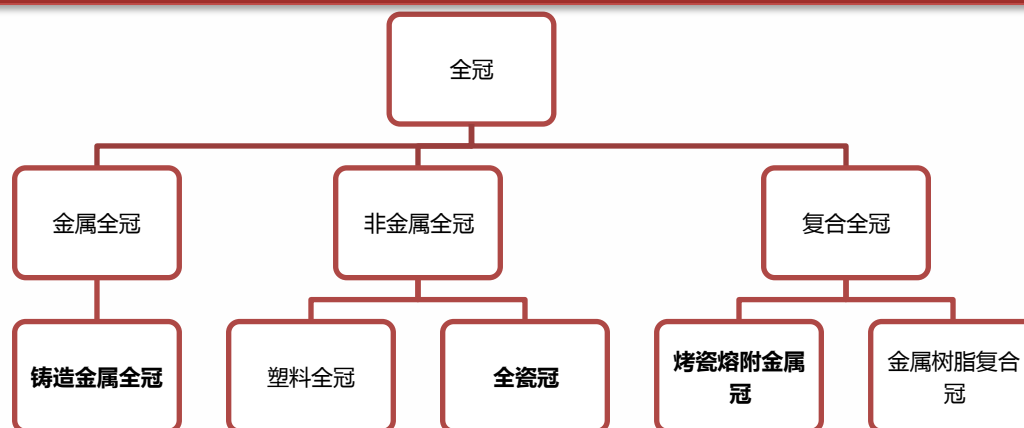 全冠
金属全冠
非金属全冠
复合全冠
铸造金属全冠
塑料全冠
全瓷冠
烤瓷熔附金属
冠
金属树脂复合
冠